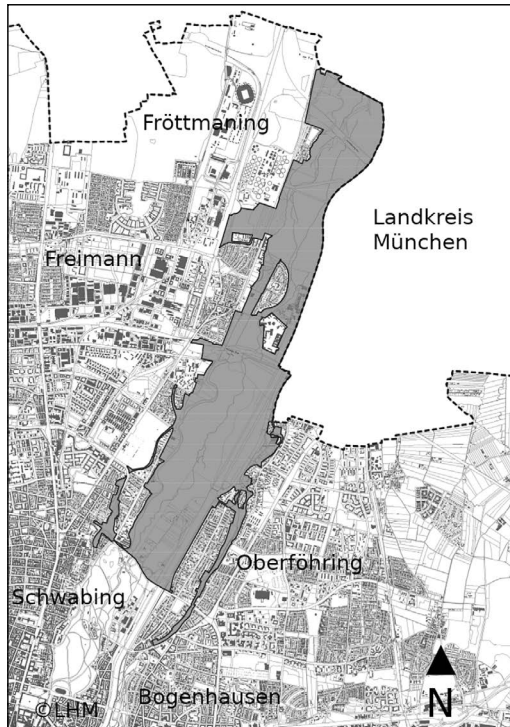 Fröttmaning
Landkreis
München
Freimann
Oberföhring
Schwabing
Bogenhausen
©LHM
N